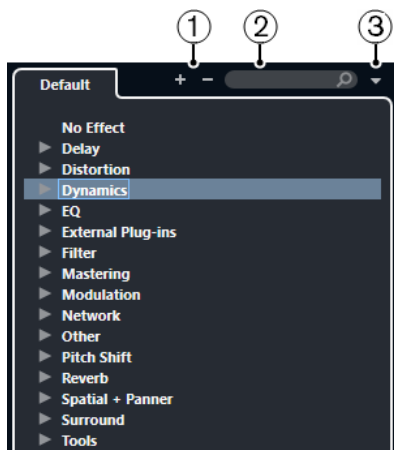 1 2 3
Default + −
No Effect
Delay
Distortion
Dynamics
EQ
External Plug-ins
Filter
Mastering
Modulation
Network
Other
Pitch Shift
Reverb
Spatial + Panner
Surround
Tools